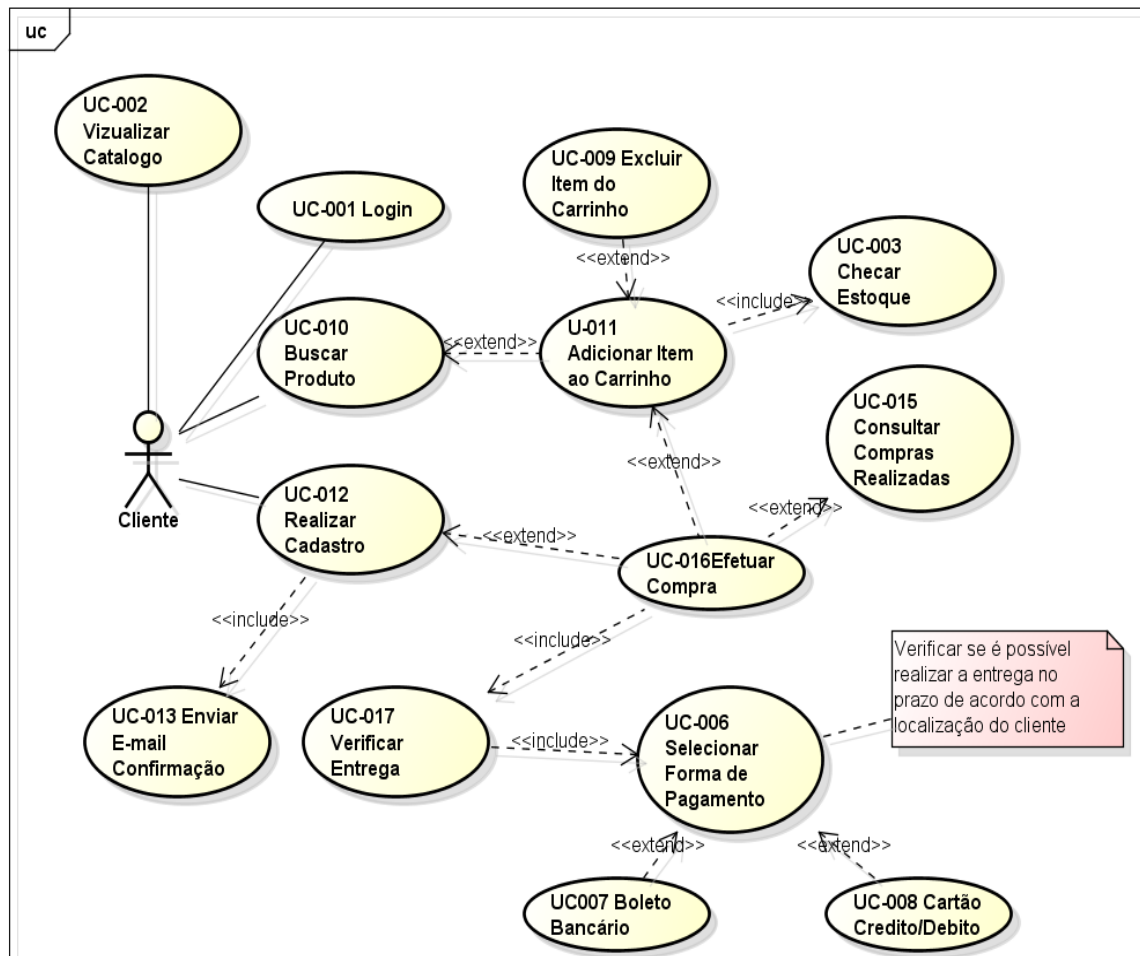 uc
UC-002
Vizualizar
Catalogo
UC-001 Login
UC-009 Excluir
Item do
Carrinho
<<extend>>
UC-003
Checar
Estoque
<<include>>
UC-010
Buscar
Produto
<<extend>>
U-011
Adicionar Item
ao Carrinho
UC-015
Consultar
Compras
Realizadas
<<extend>>
Cliente
UC-012
Realizar
Cadastro
<<extend>>
<<extend>>
UC-016Efetuar
Compra
<<include>>
<<include>>
Verificar se é possível
realizar a entrega no
prazo de acordo com a
localização do cliente
UC-013 Enviar
E-mail
Confirmação
UC-017
Verificar
Entrega
<<include>>
UC-006
Selecionar
Forma de
Pagamento
<<extend>>
<<extend>>
UC007 Boleto
Bancário
UC-008 Cartão
Credito/Debito